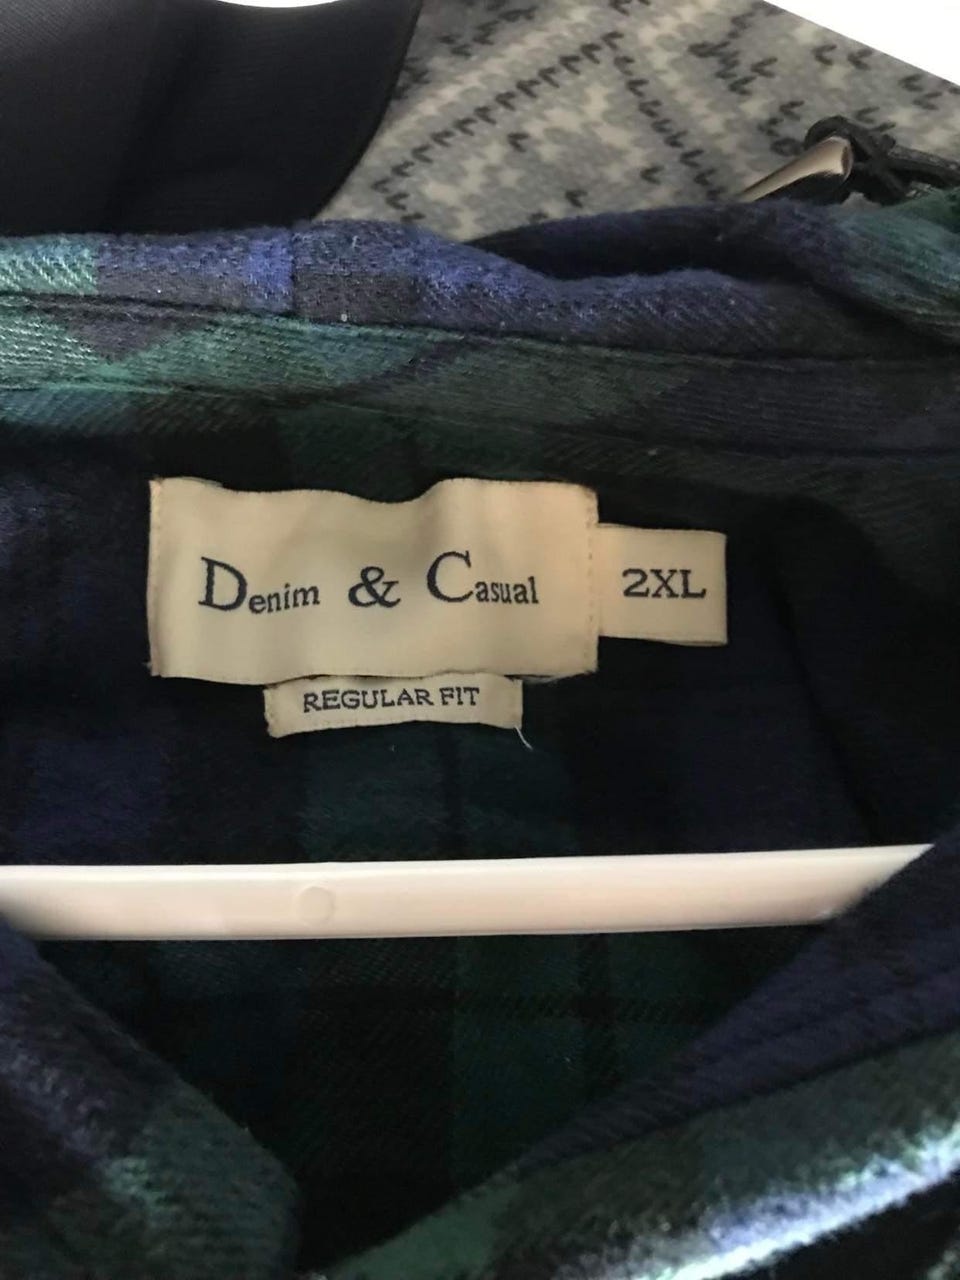 Denim & Casual
2XL
REGULAR FIT